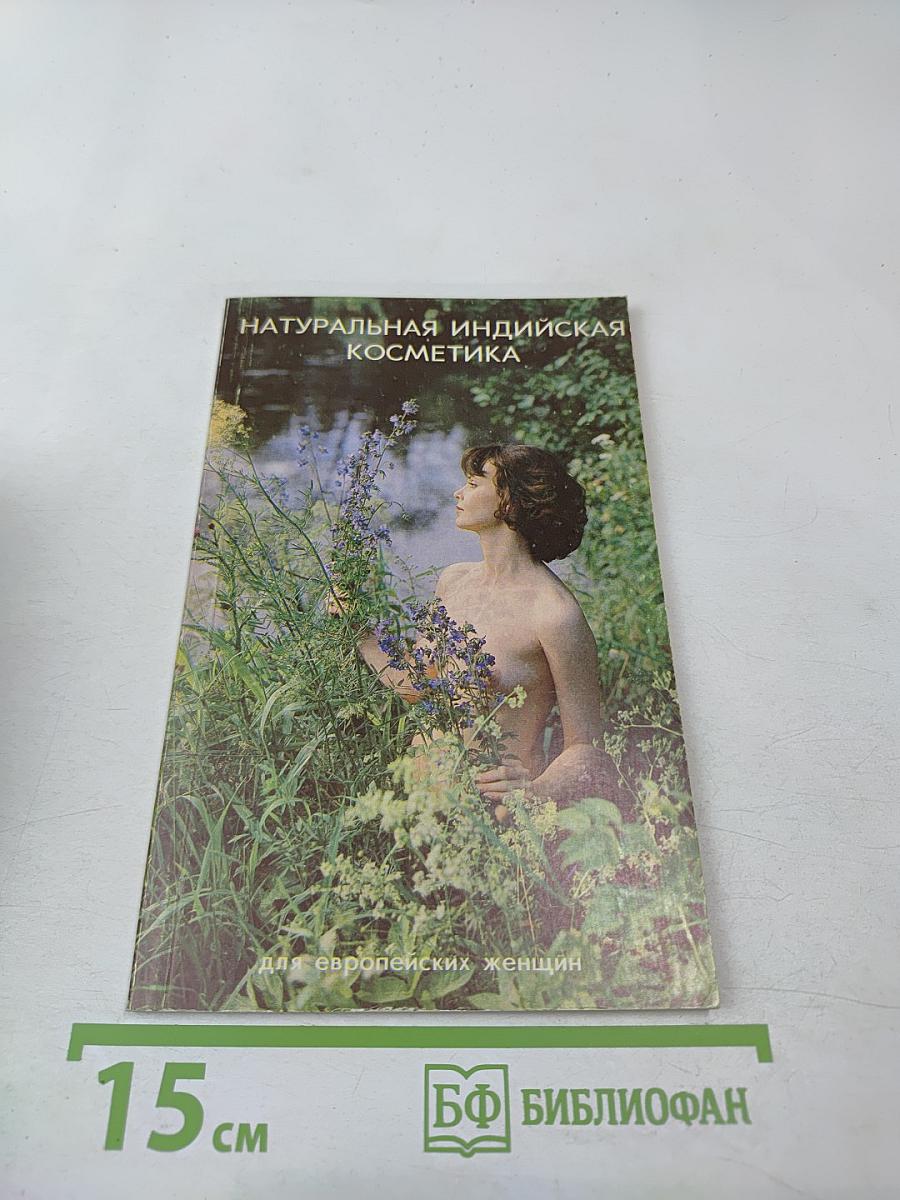 НАТУРАЛЬНАЯ ИНДИЙСКАЯ
КОСМЕТИКА
для европейских женщин
15 см
БФ БИБЛИОФАН